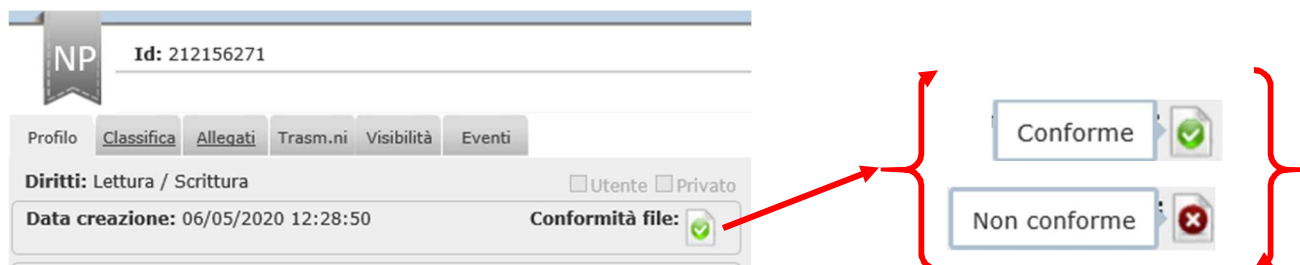 NP
Id: 212156271
Profilo Classifica Allegati Trasm.ni Visibilità Eventi
Diritti: Lettura / Scrittura Utente Privato
Data creazione: 06/05/2020 12:28:50 Conformità file:
Conforme
Non conforme